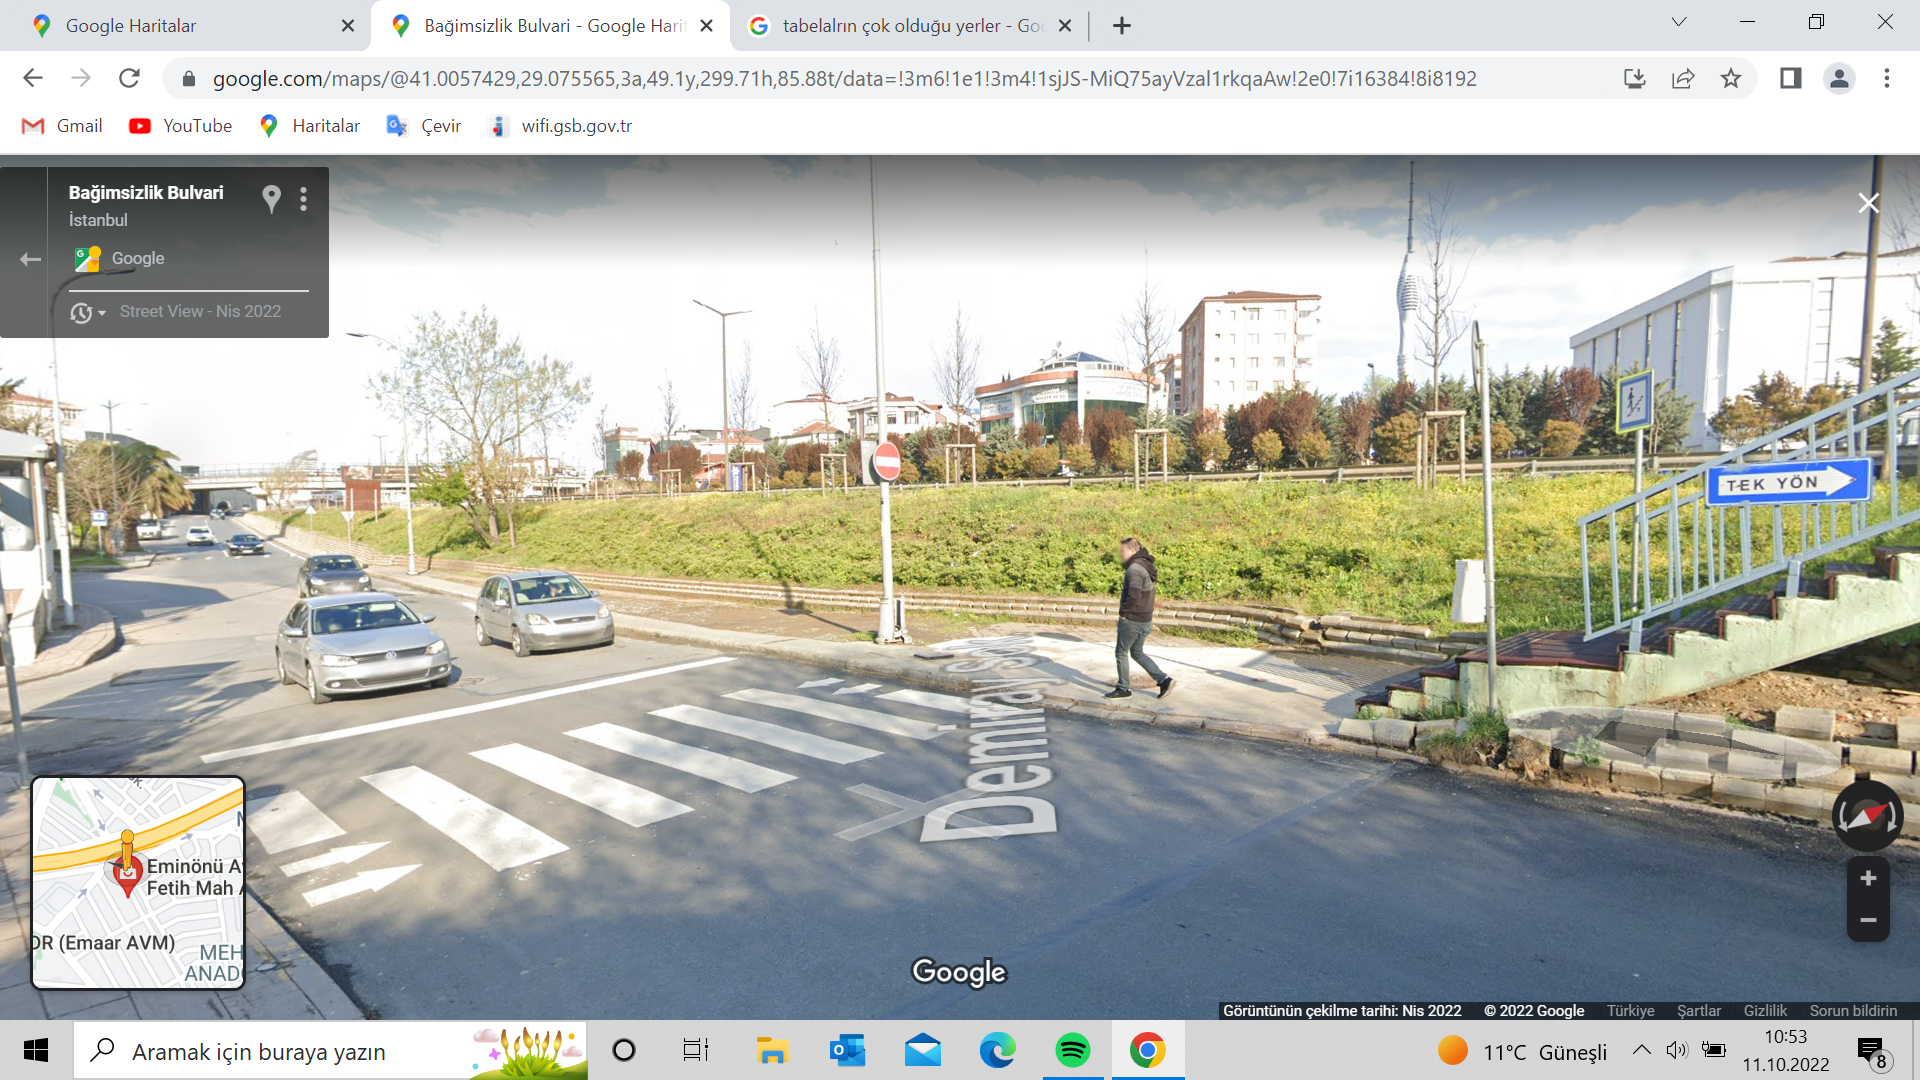 Google Haritalar
Bağimsizlik Bulvari - Google Harit
tabelalrın çok olduğu yerler - Goo
google.com/maps/@41.0057429,29.075565,3a,49.1y,299.71h,85.88t/data=!3m6!1e1!3m4!1sjJS-MiQ75ayVzal1rkqaAw!2e0!7i16384!8i8192
Gmail
YouTube
Haritalar
Çevir
wifi.gsb.gov.tr
Bağimsizlik Bulvari
İstanbul
Google
Street View - Nis 2022
TEK YÖN
Demiray So
Eminönü A
Fetih Mah
DR (Emaar AVM)
MEH
ANAD
Google
Görüntünün çekilme tarihi: Nis 2022 © 2022 Google Türkiye Şartlar Gizlilik Sorun bildirin
Aramak için buraya yazın
11°C Güneşli
10:53
11.10.2022
8